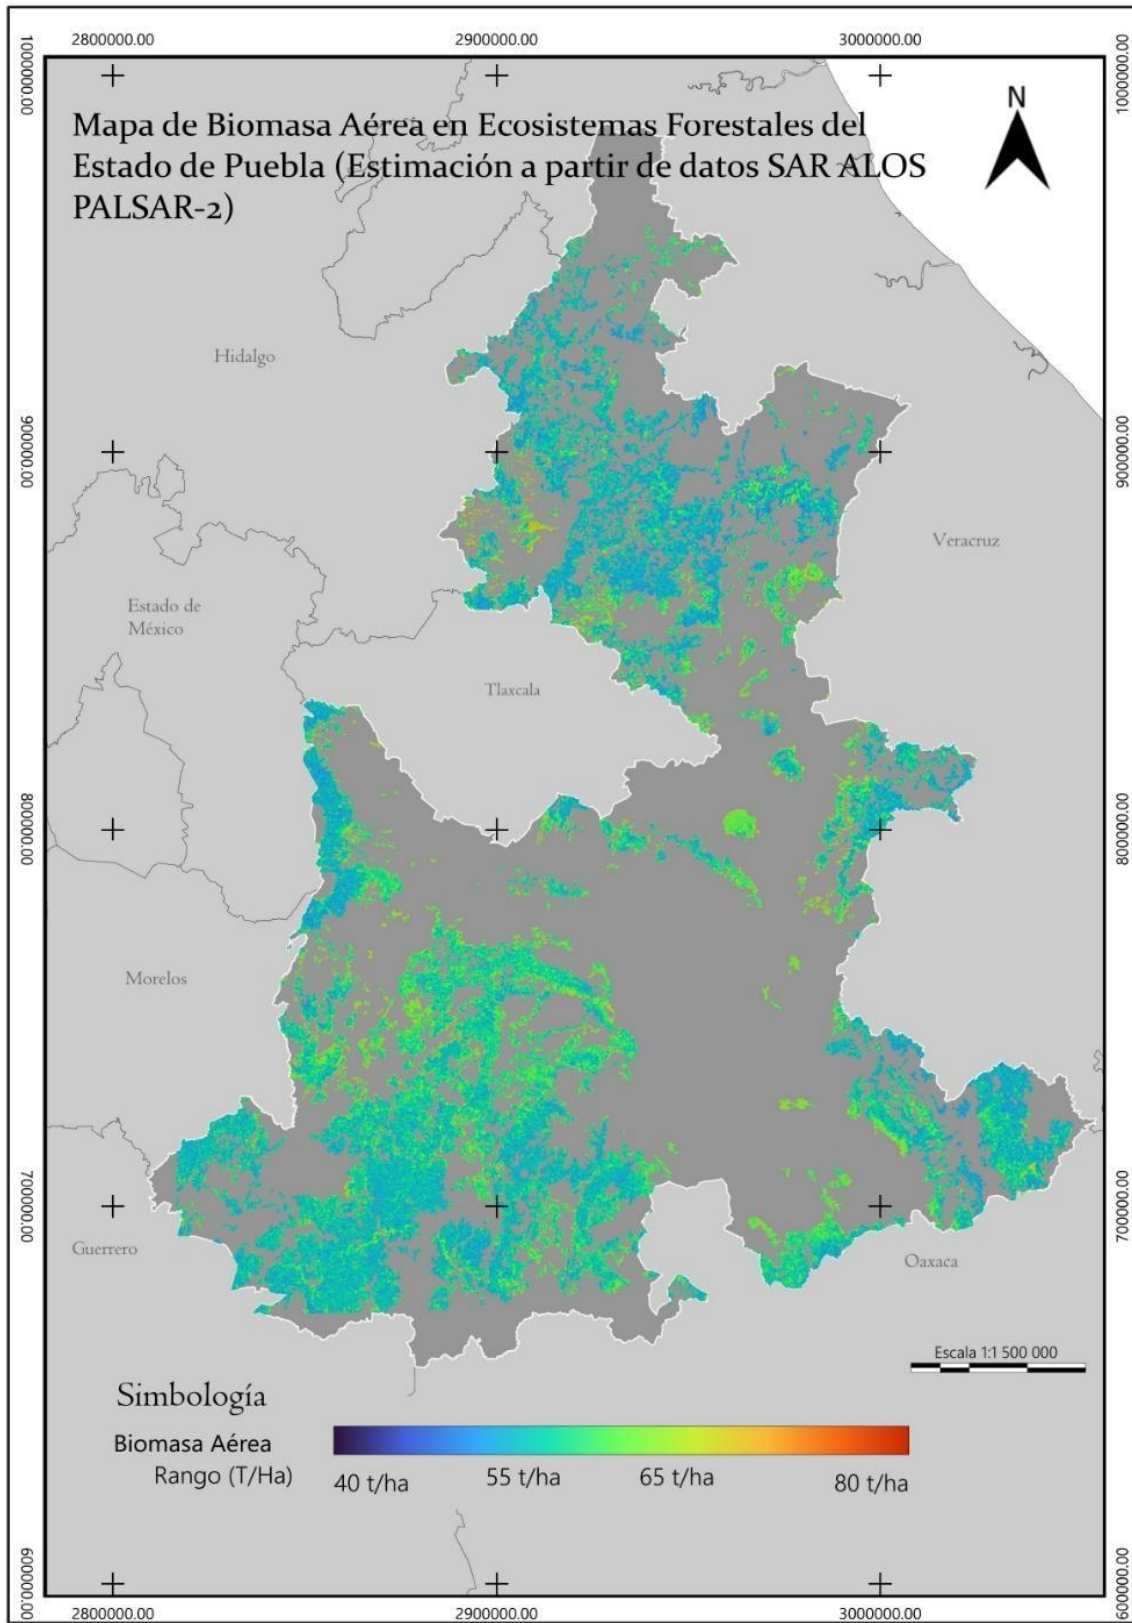 2800000.00 2900000.00 3000000.00
1000000.00 1000000.00
N
Mapa de Biomasa Aérea en Ecosistemas Forestales del
Estado de Puebla (Estimación a partir de datos SAR ALOS
PALSAR-2)
Hidalgo
900000.00 900000.00
Veracruz
Estado de
México
Tlaxcala
800000.00 800000.00
Morelos
700000.00 700000.00
Guerrero
Oaxaca
Escala 1:1 500 000
Simbología
Biomasa Aérea
Rango (T/Ha)
40 t/ha 55 t/ha 65 t/ha 80 t/ha
600000.00 600000.00
2800000.00 2900000.00 3000000.00